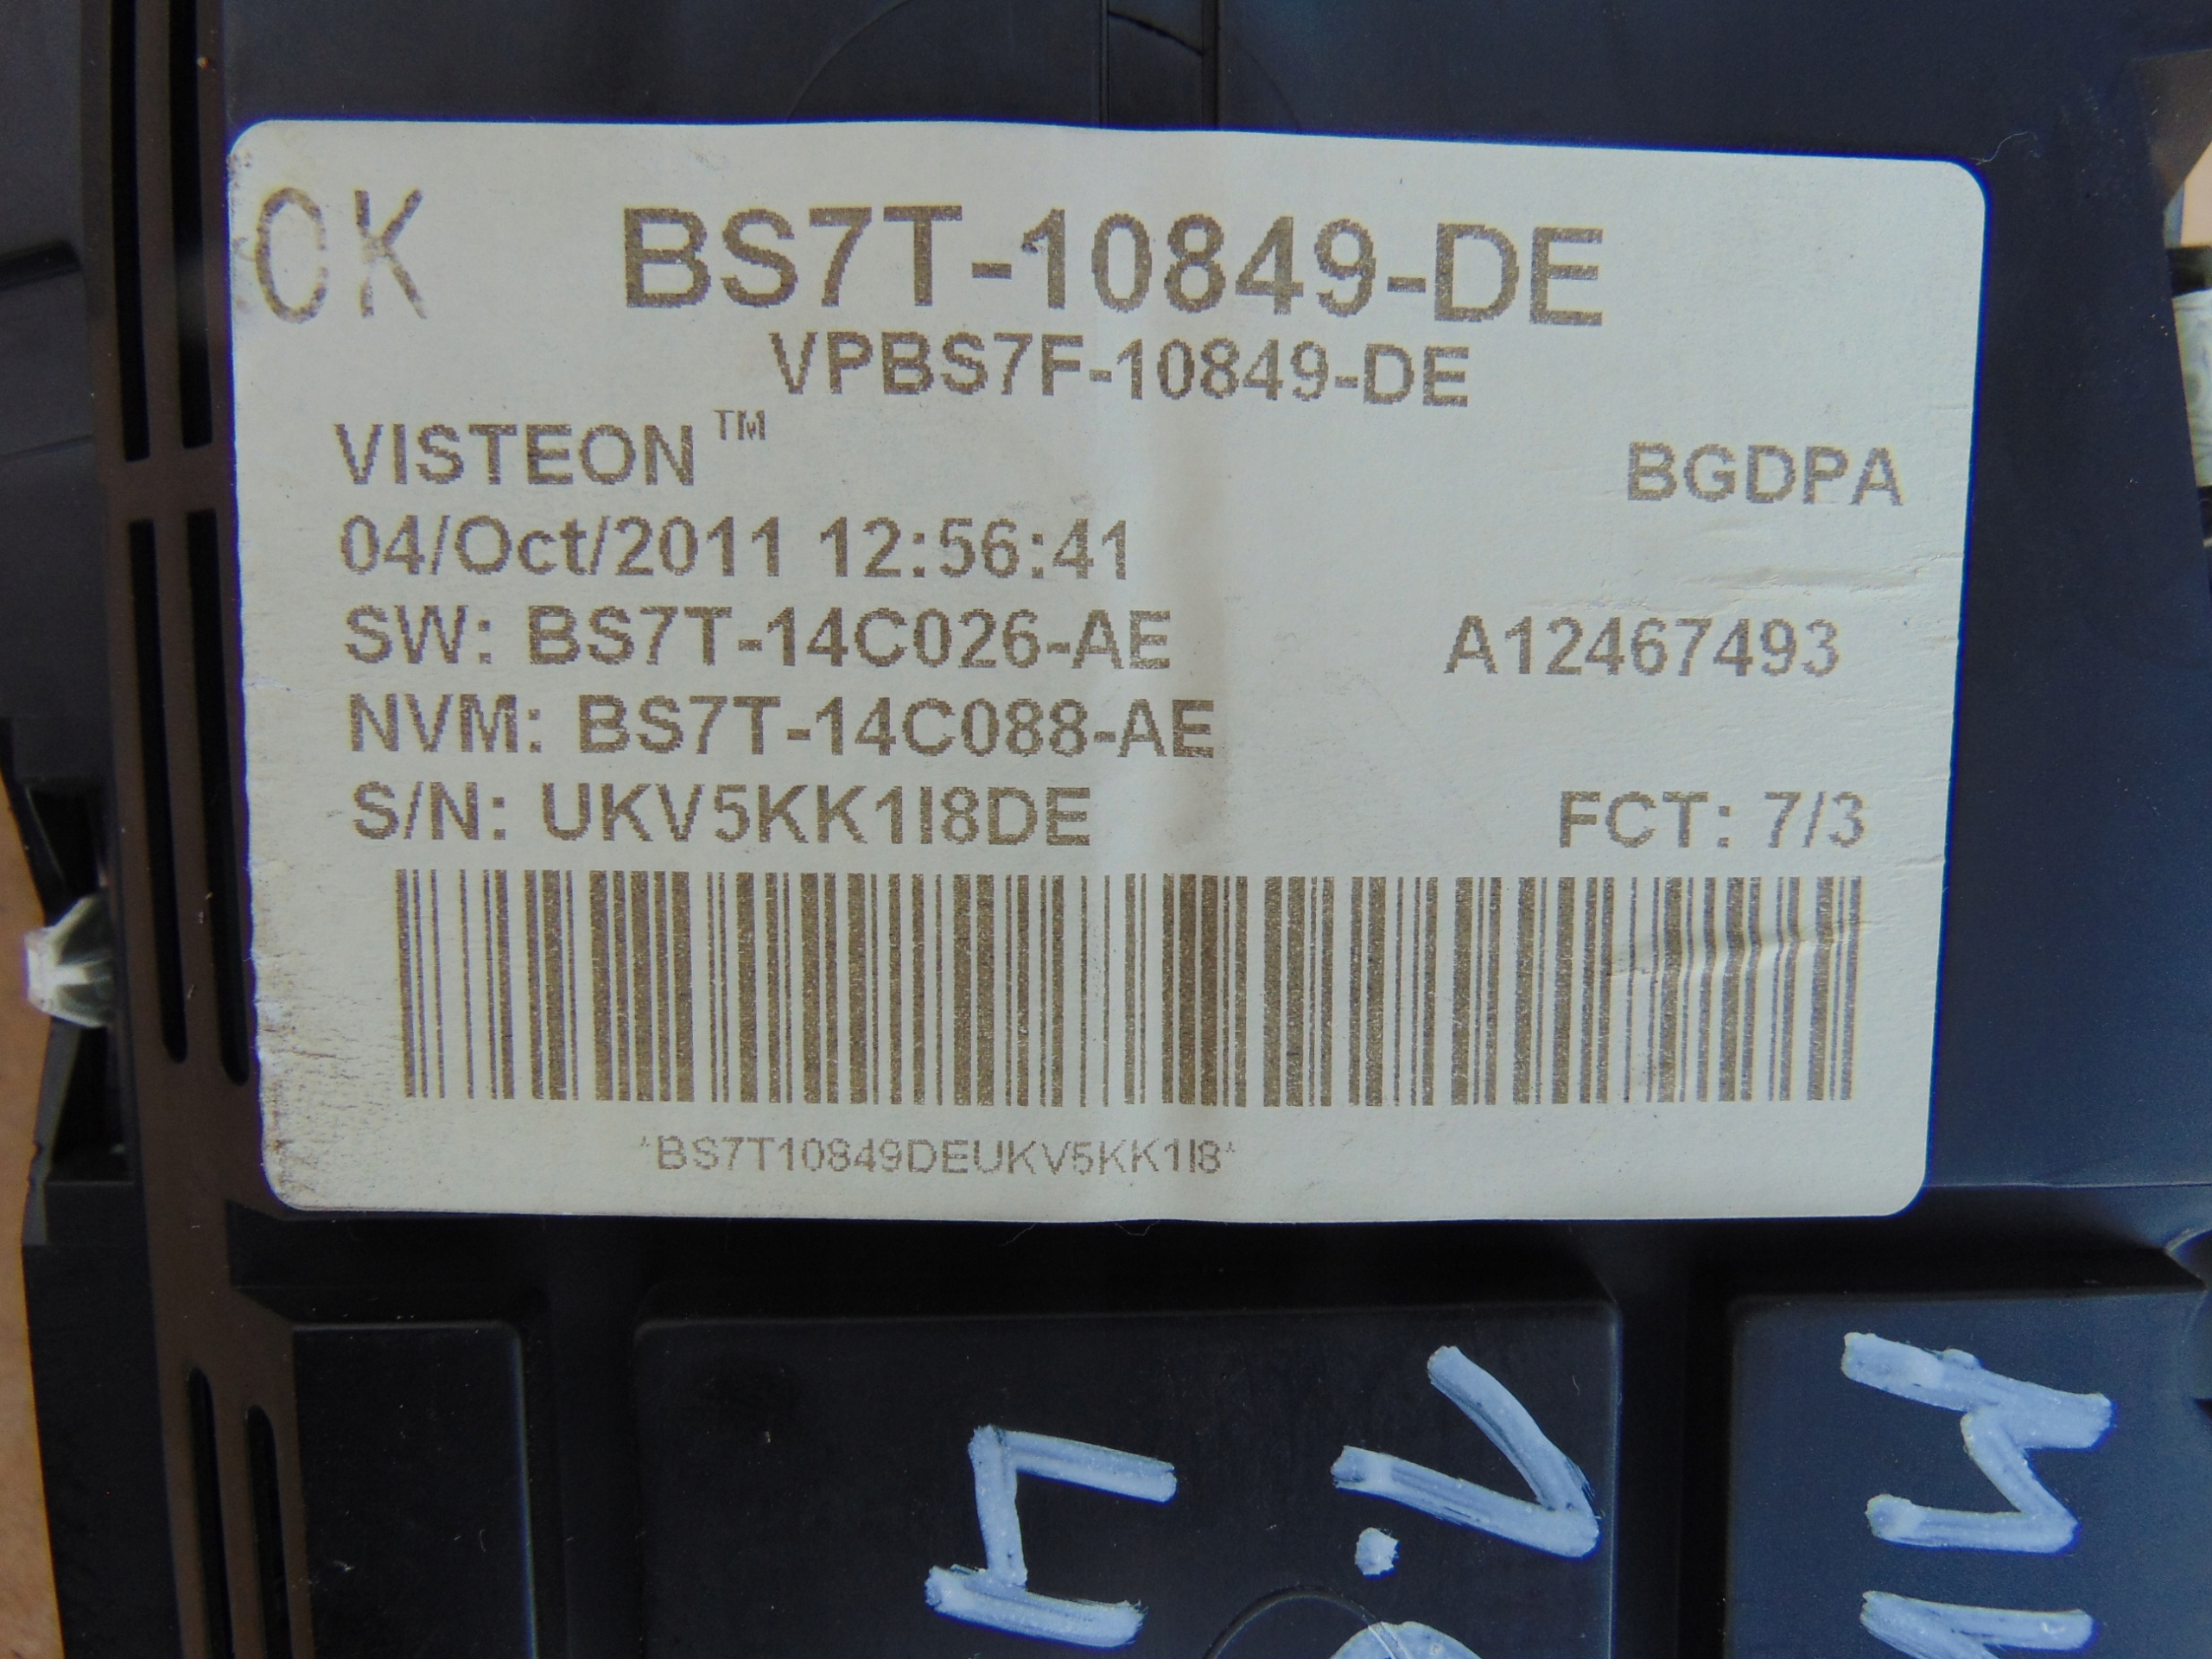 OK BS7T-10849-DE
VPBS7F-10849-DE
VISTEON™
BGDPA
04/Oct/2011 12:56:41
SW: BS7T-14C026-AE A12467493
NVM: BS7T-14C088-AE
S/N: UKV5KK1I8DE FCT: 7/3
*BS7T10849DEUKV5KK1I8*